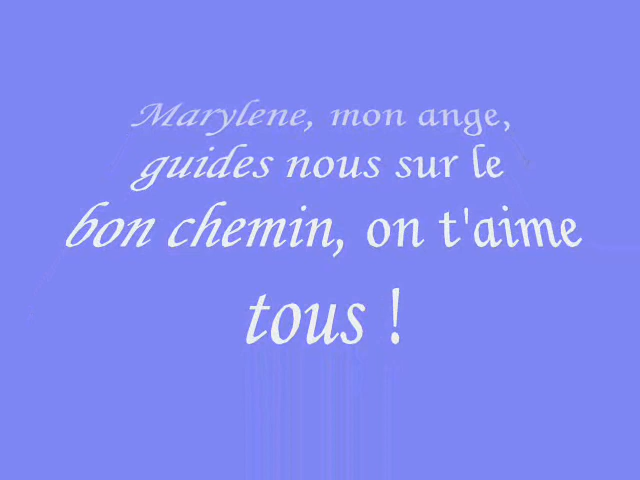 Marylene, mon ange,
guides nous sur le
bon chemin, on t'aime
tous !